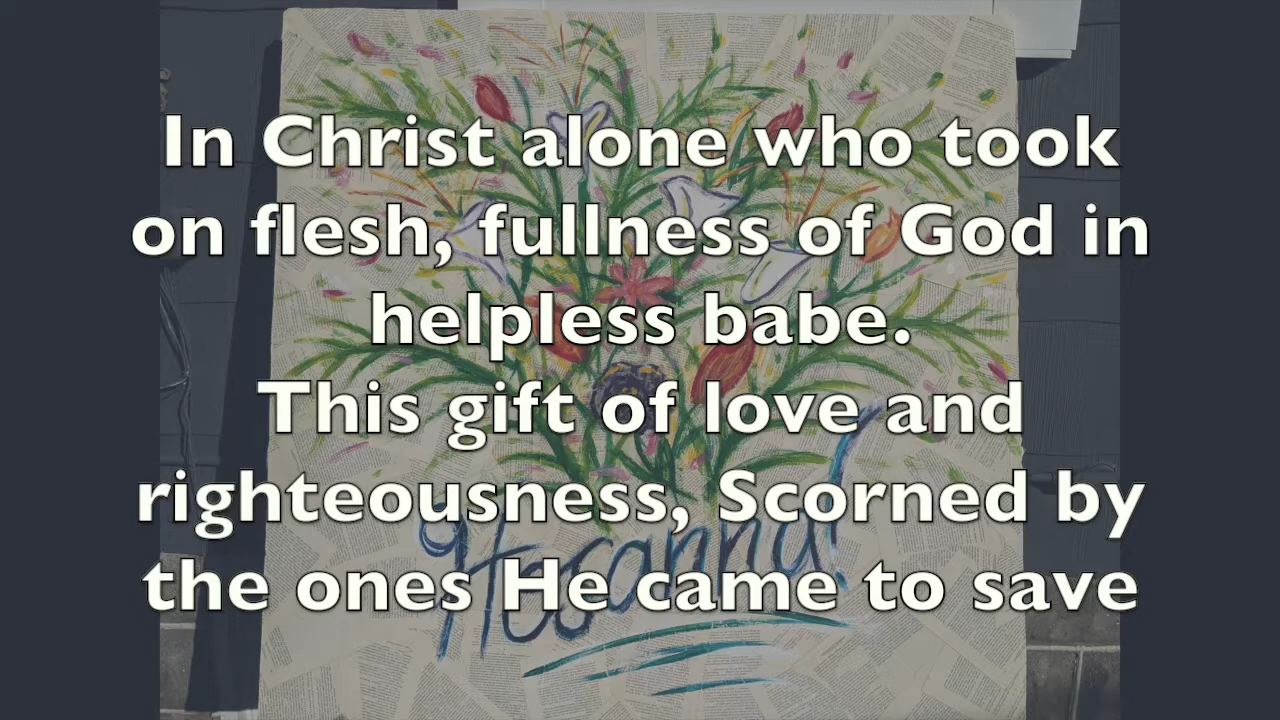 In Christ alone who took
on flesh, fullness of God in
helpless babe.
This gift of love and
righteousness, Scorned by
the ones He came to save
Hosanna!